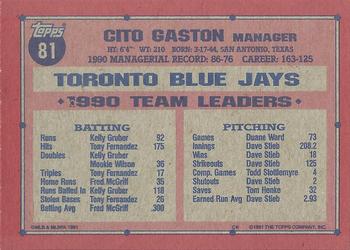 Topps
81
CITO GASTON MANAGER
HT: 6'4" WT: 210 BORN: 3-17-44, SAN ANTONIO, TEXAS
1990 MANAGERIAL RECORD: 86-76 CAREER: 163-125
TORONTO BLUE JAYS
1990 TEAM LEADERS
BATTING
Runs Kelly Gruber 92
Hits Tony Fernandez 175
Doubles Kelly Gruber
Mookie Wilson 36
Triples Tony Fernandez 17
Home Runs Fred McGriff 35
Runs Batted In Kelly Gruber 118
Stolen Bases Tony Fernandez 26
Batting Avg Fred McGriff .300
PITCHING
Games Duane Ward 73
Innings Dave Stieb 208.2
Wins Dave Stieb 18
Strikeouts Dave Stieb 125
Comp. Games Todd Stottlemyre 4
Shutouts Dave Stieb 2
Saves Tom Henke 32
Earned Run Avg Dave Stieb 2.93
©MLB & MLBPA 1991
©1991 THE TOPPS COMPANY, INC.